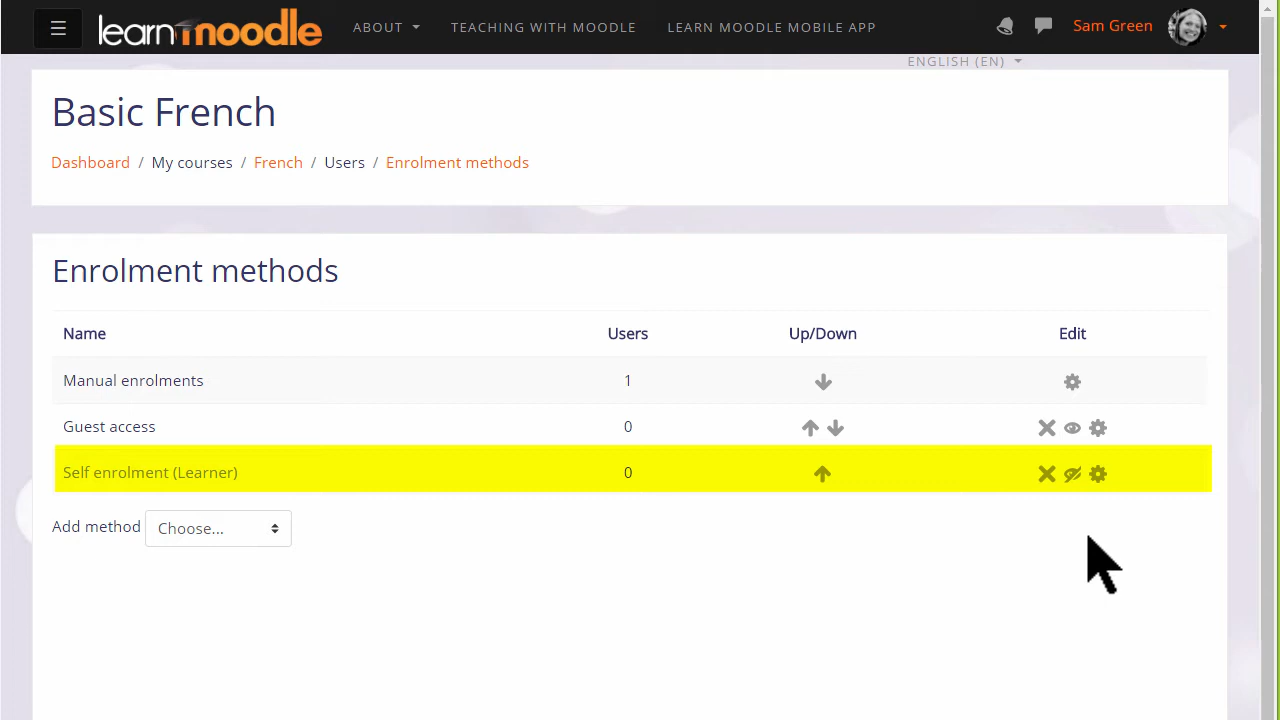 learn moodle ABOUT TEACHING WITH MOODLE LEARN MOODLE MOBILE APP Sam Green
ENGLISH (EN)
Basic French
Dashboard / My courses / French / Users / Enrolment methods
Enrolment methods
Name Users Up/Down Edit
Manual enrolments 1
Guest access 0
Self enrolment (Learner) 0
Add method Choose...